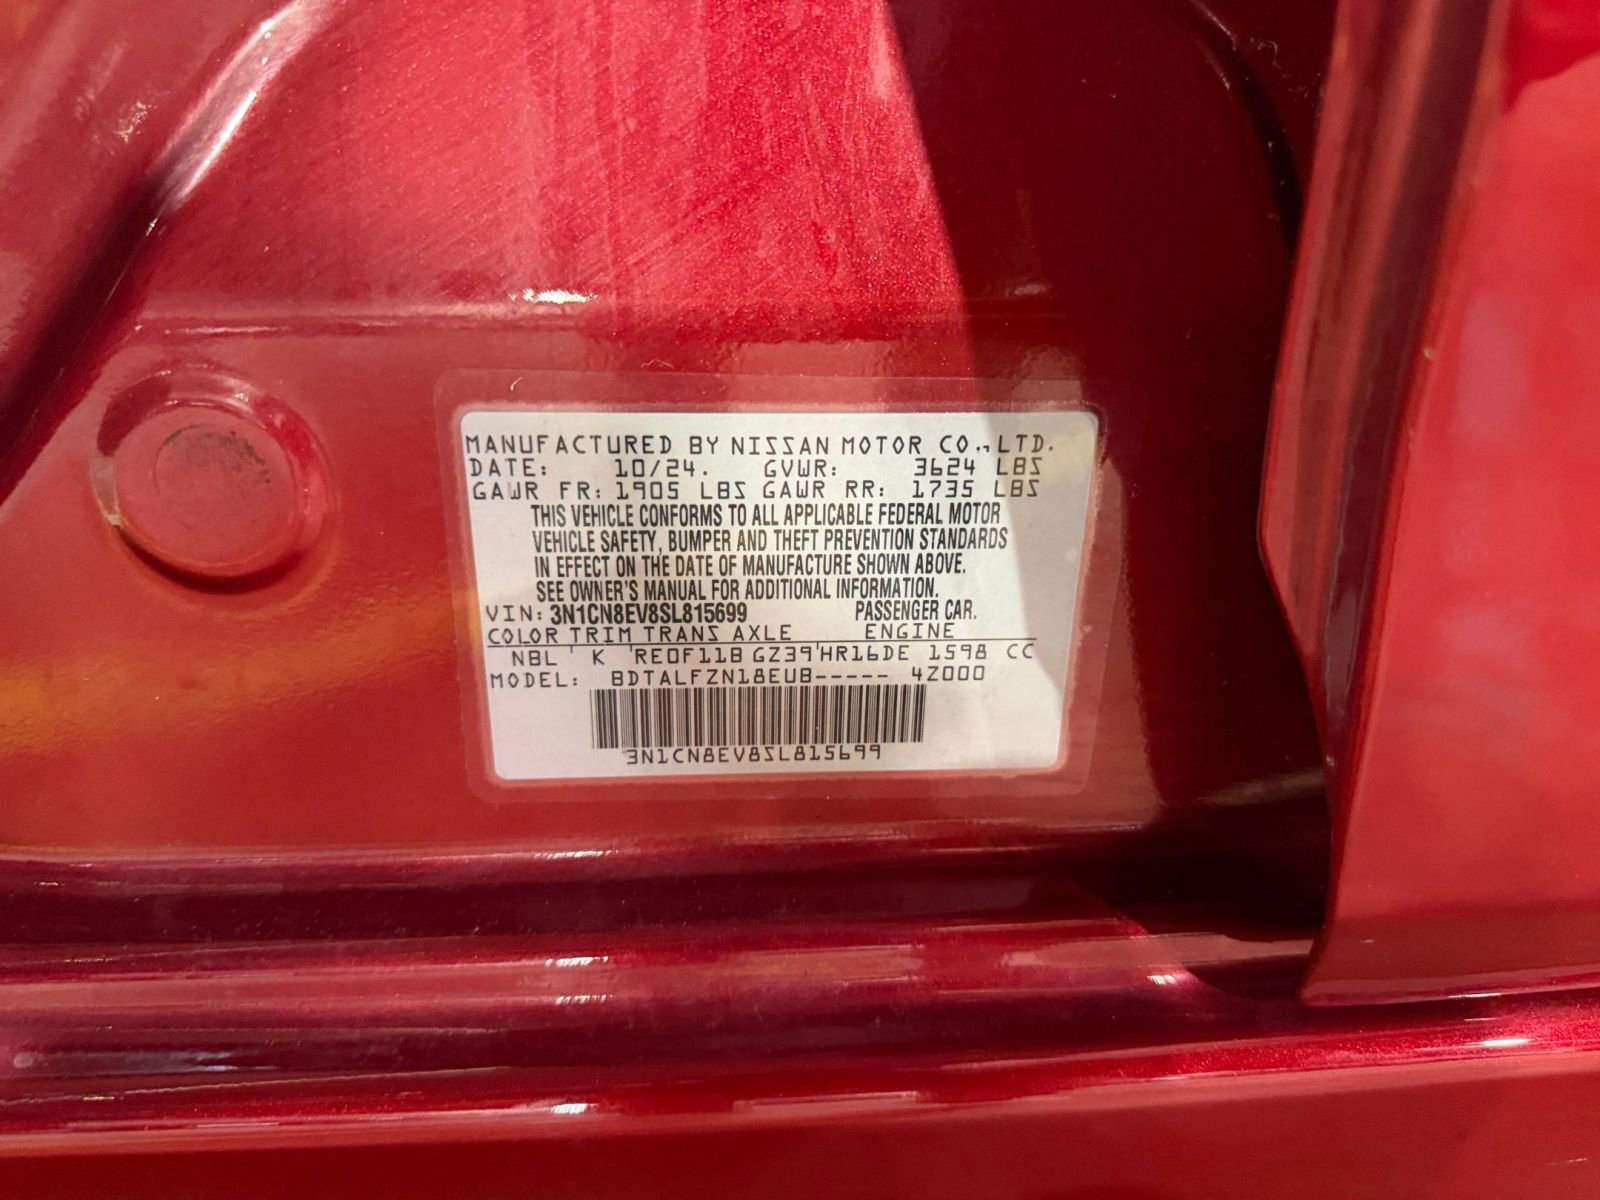 MANUFACTURED BY NISSAN MOTOR CO.,LTD.
DATE: 10/24. GVWR: 3624 LBS
GAWR FR: 1905 LBS GAWR RR: 1735 LBS
THIS VEHICLE CONFORMS TO ALL APPLICABLE FEDERAL MOTOR
VEHICLE SAFETY, BUMPER AND THEFT PREVENTION STANDARDS
IN EFFECT ON THE DATE OF MANUFACTURE SHOWN ABOVE.
SEE OWNER'S MANUAL FOR ADDITIONAL INFORMATION.
VIN: 3N1CN8EV8SL815699 PASSENGER CAR.
COLOR TRIM TRANS AXLE ENGINE
NBL K RE0F11B GZ39 HR16DE 1598 CC
MODEL: BDTALFZN18EUB----- 4Z000
3N1CN8EV8SL815699